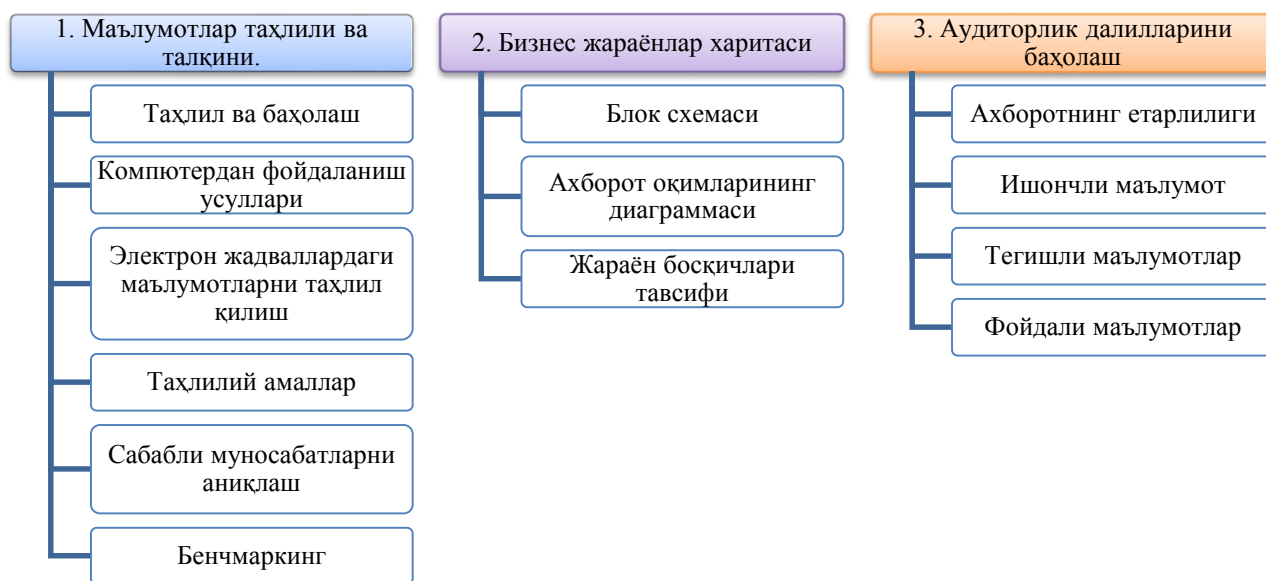 1. Маълумотлар таҳлили ва
талқини.
Таҳлил ва баҳолаш
Компютердан фойдаланиш
усуллари
Электрон жадваллардаги
маълумотларни таҳлил
қилиш
Таҳлилий амаллар
Сабабли муносабатларни
аниқлаш
Бенчмаркинг
2. Бизнес жараёнлар харитаси
Блок схемаси
Ахборот оқимларининг
диаграммаси
Жараён босқичлари
тавсифи
3. Аудиторлик далилларини
баҳолаш
Ахборотнинг етарлилиги
Ишончли маълумот
Тегишли маълумотлар
Фойдали маълумотлар